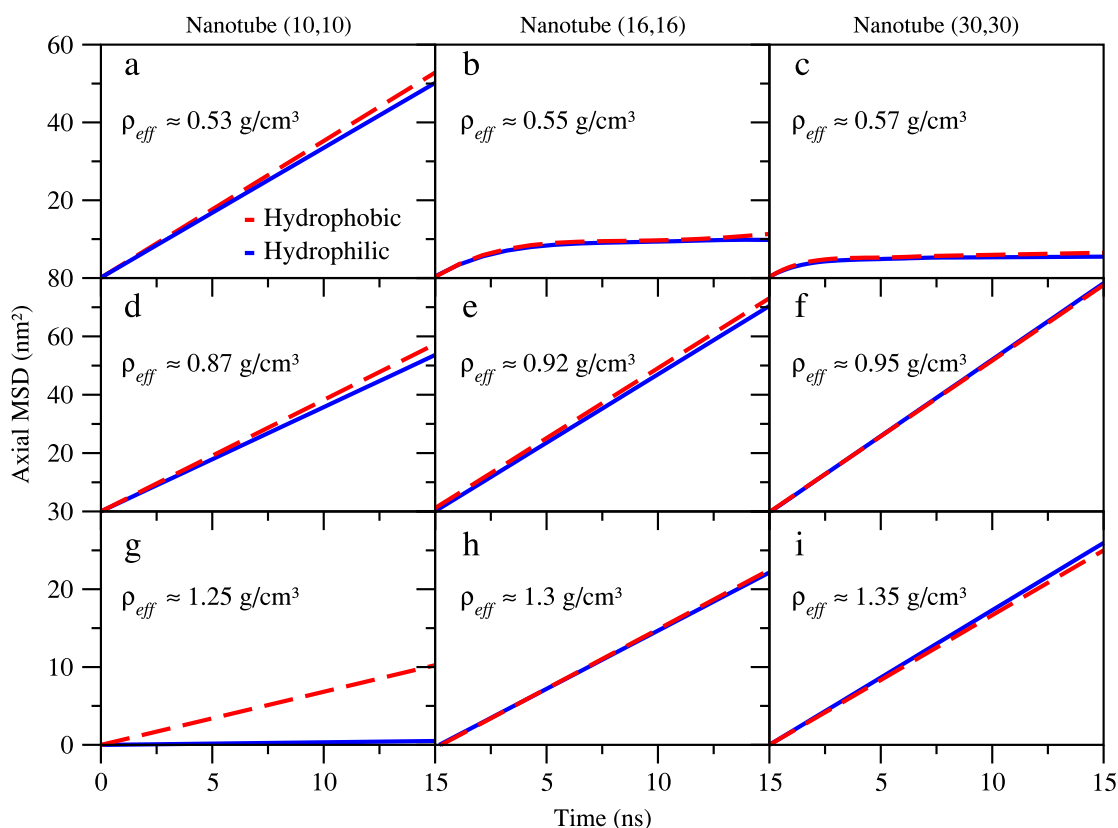 Nanotube (10,10) Nanotube (16,16) Nanotube (30,30)
60
a b c
ρeff ≈ 0.53 g/cm³ ρeff ≈ 0.55 g/cm³ ρeff ≈ 0.57 g/cm³
40
20
Hydrophobic
Hydrophilic
80
d e f
60
ρeff ≈ 0.87 g/cm³ ρeff ≈ 0.92 g/cm³ ρeff ≈ 0.95 g/cm³
40
20
Axial MSD (nm²)
30
g h i
20
ρeff ≈ 1.25 g/cm³ ρeff ≈ 1.3 g/cm³ ρeff ≈ 1.35 g/cm³
10
0
0 5 10 15 5 10 15 5 10 15
Time (ns)